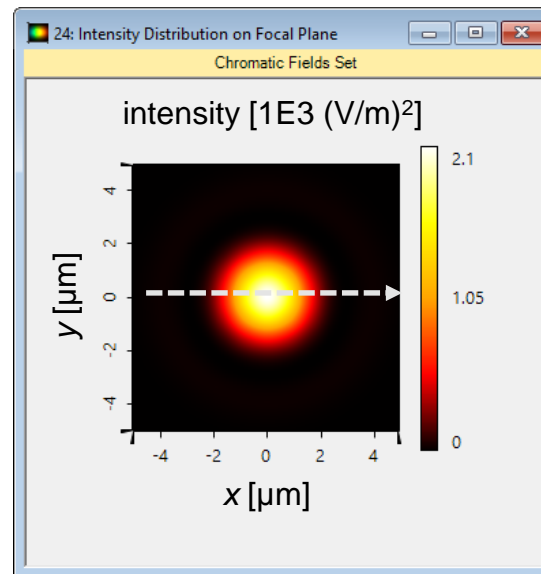 24: Intensity Distribution on Focal Plane
Chromatic Fields Set
intensity [1E3 (V/m)²]
2.1
1.05
0
y [µm]
4
2
0
-2
-4
-4 -2 0 2 4
x [µm]